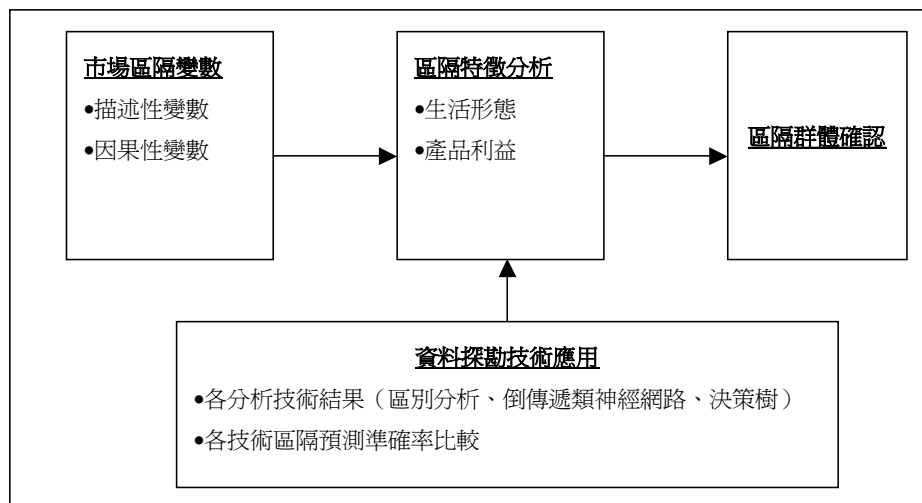 市場區隔變數
•描述性變數
•因果性變數
區隔特徵分析
•生活形態
•產品利益
區隔群體確認
資料探勘技術應用
•各分析技術結果（區別分析、倒傳遞類神經網路、決策樹）
•各技術區隔預測準確率比較